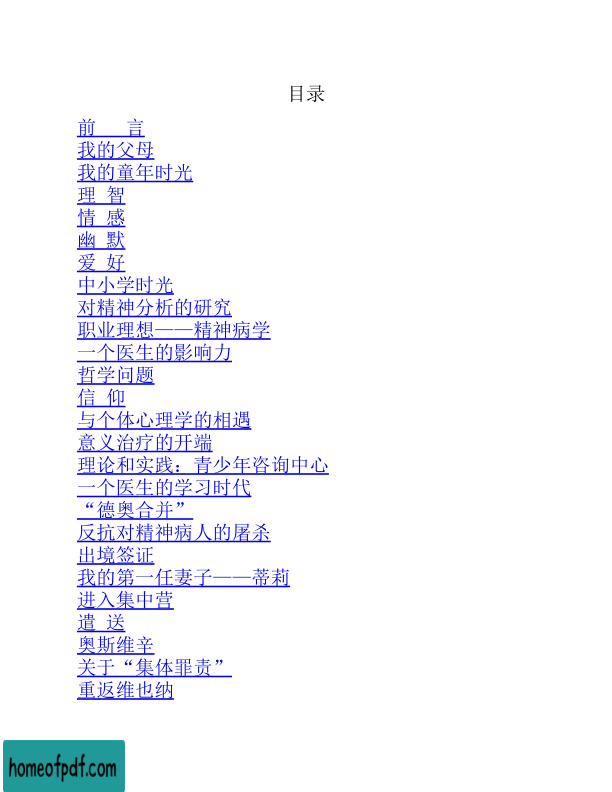 目录
前 言
我的父母
我的童年时光
理 智
情 感
幽 默
爱 好
中小学时光
对精神分析的研究
职业理想——精神病学
一个医生的影响力
哲学问题
信 仰
与个体心理学的相遇
意义治疗的开端
理论和实践：青少年咨询中心
一个医生的学习时代
“德奥合并”
反抗对精神病人的屠杀
出境签证
我的第一任妻子——蒂莉
进入集中营
遣 送
奥斯维辛
关于“集体罪责”
重返维也纳
homeofpdf.com